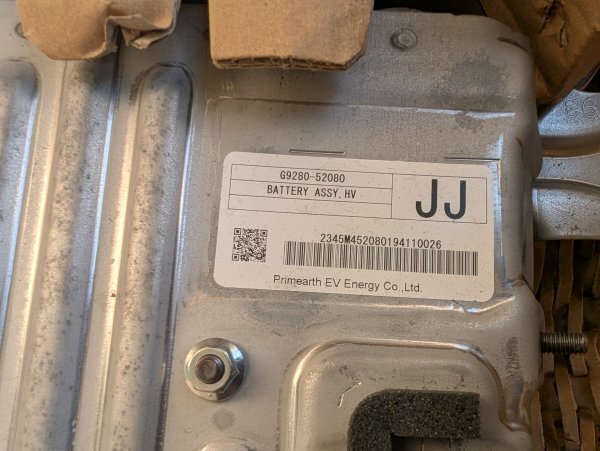 G9280-52080
BATTERY ASSY, HV
JJ
2345M452080194110026
Primearth EV Energy Co.,Ltd.